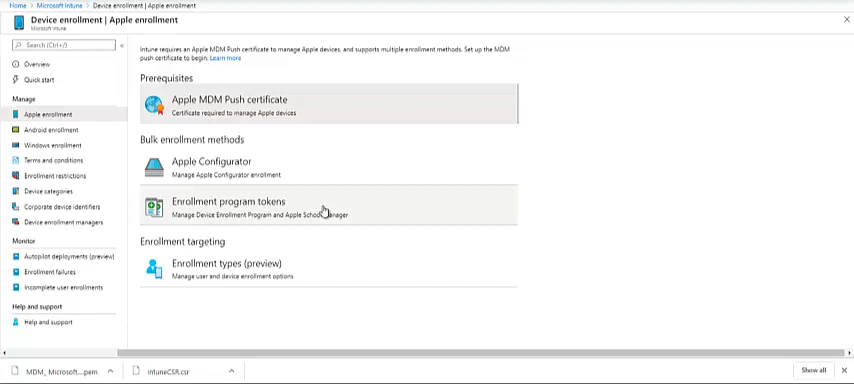 Home > Microsoft Intune > Device enrollment | Apple enrollment
Device enrollment | Apple enrollment
Microsoft Intune
Search (Ctrl+/)
Overview
Quick start
Manage
Apple enrollment
Android enrollment
Windows enrollment
Terms and conditions
Enrollment restrictions
Device categories
Corporate device identifiers
Device enrollment managers
Monitor
Autopilot deployments (preview)
Enrollment failures
Incomplete user enrollments
Help and support
Help and support
Intune requires an Apple MDM Push certificate to manage Apple devices, and supports multiple enrollment methods. Set up the MDM
push certificate to begin. Learn more
Prerequisites
Apple MDM Push certificate
Certificate required to manage Apple devices
Bulk enrollment methods
Apple Configurator
Manage Apple Configurator enrollment
Enrollment program tokens
Manage Device Enrollment Program and Apple School Manager
Enrollment targeting
Enrollment types (preview)
Manage user and device enrollment options
MDM_ Microsoft....pem
IntuneCSR.csr
Show all